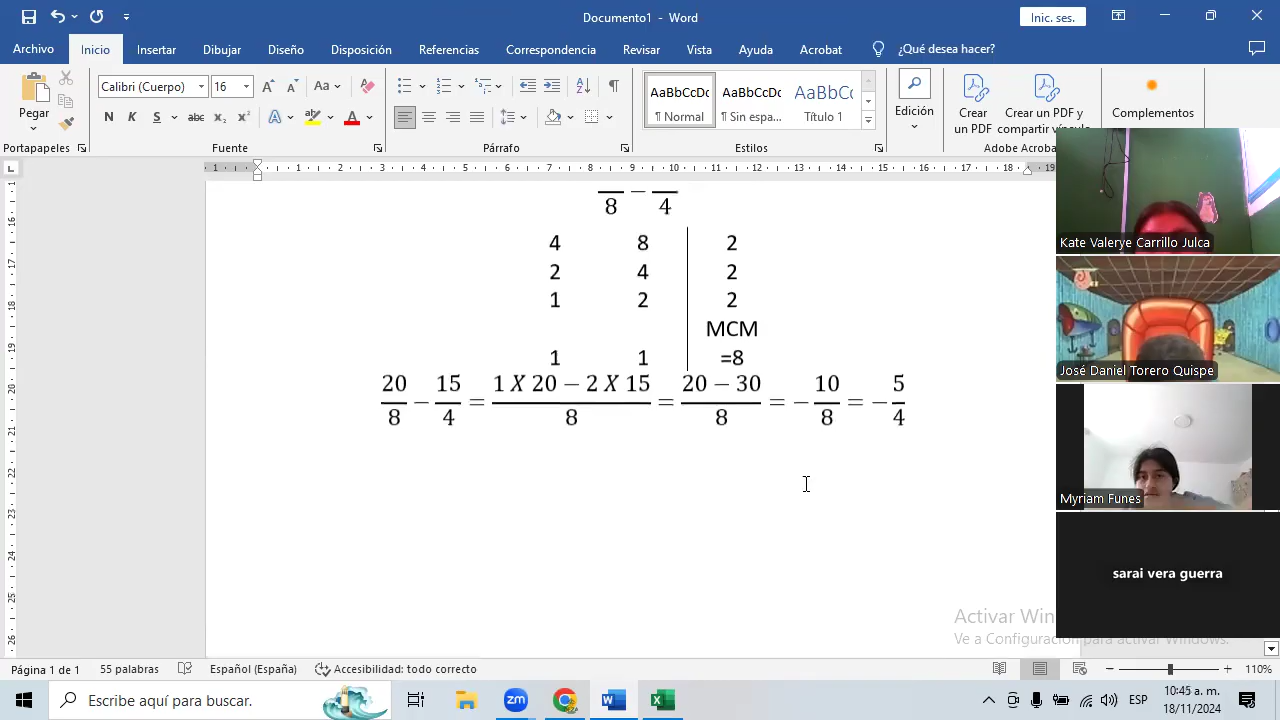 Documento1 - Word
Inic. ses.
Archivo Inicio Insertar Dibujar Diseño Disposición Referencias Correspondencia Revisar Vista Ayuda Acrobat ¿Qué desea hacer?
Pegar
Calibri (Cuerpo) 16
N K S
AaBbCcDc AaBbCcDc AaBbCc
¶ Normal ¶ Sin espa... Título 1
Edición
Crear un PDF
Crear un PDF y compartir vínculo
Complementos
Portapapeles Fuente Párrafo Estilos Adobe Acroba
8 − 4
4 8 2
2 4 2
1 2 2
MCM
1 1 =8
20/8 − 15/4 = (1 X 20 − 2 X 15)/8 = (20 − 30)/8 = − 10/8 = − 5/4
Kate Valerye Carrillo Julca
José Daniel Torero Quispe
Myriam Funes
sarai vera guerra
Activar Win
Ve a Configuración para activar Windows.
Página 1 de 1 55 palabras Español (España) Accesibilidad: todo correcto 110%
Escribe aquí para buscar.
zm
ESP
10:45 a. m.
18/11/2024